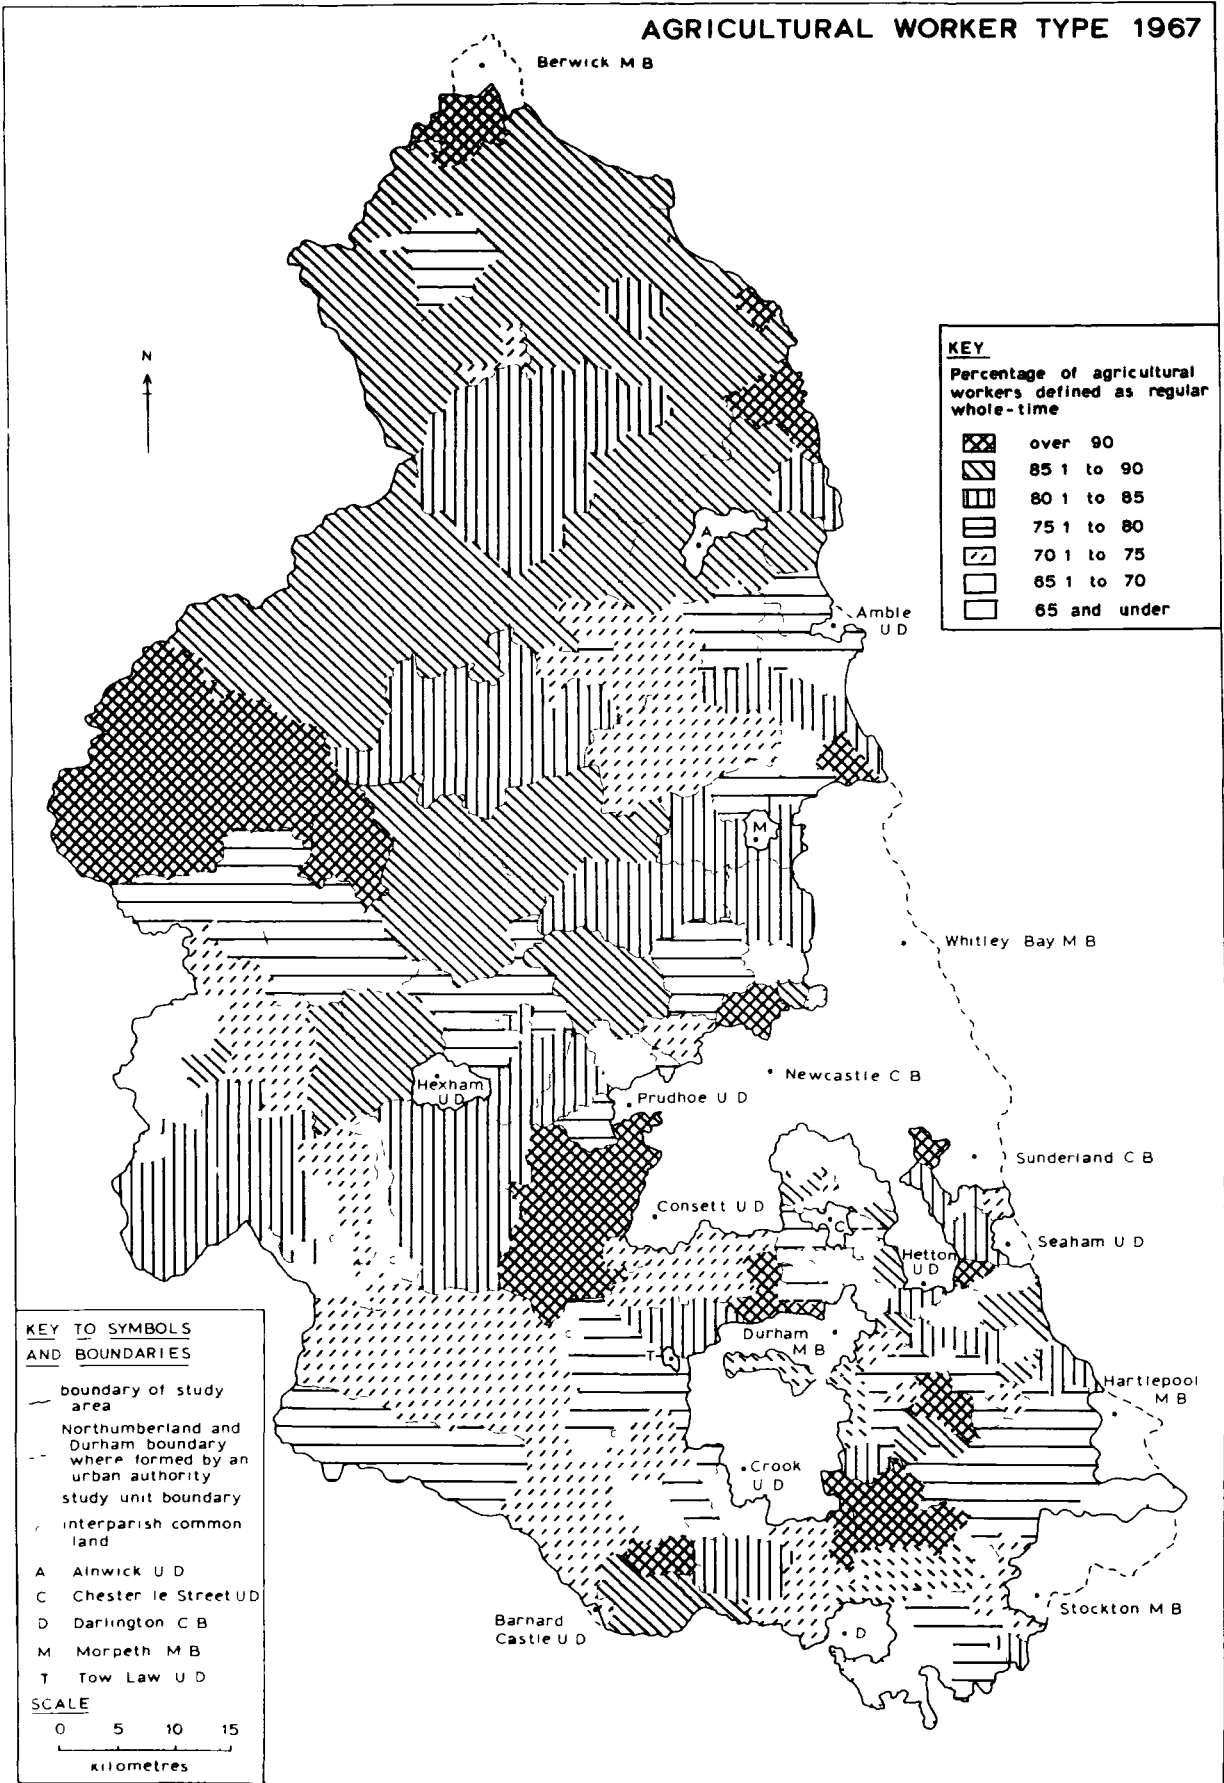 AGRICULTURAL WORKER TYPE 1967
Berwick M B
N
KEY
Percentage of agricultural
workers defined as regular
whole-time
over 90
85 1 to 90
80 1 to 85
75 1 to 80
70 1 to 75
65 1 to 70
65 and under
A
Amble
U D
M
Whitley Bay M B
Newcastle C B
Hexham
U D
Prudhoe U D
Sunderland C B
Consett U D
C
Seaham U D
Hetton
U D
Durham
M B
T
Hartlepool
M B
Crook
U D
Stockton M B
Barnard
Castle U D
D
KEY TO SYMBOLS
AND BOUNDARIES
boundary of study
area
Northumberland and
Durham boundary
where formed by an
urban authority
study unit boundary
interparish common
land
A Alnwick U D
C Chester le Street U D
D Darlington C B
M Morpeth M B
T Tow Law U D
SCALE
0 5 10 15
Kilometres